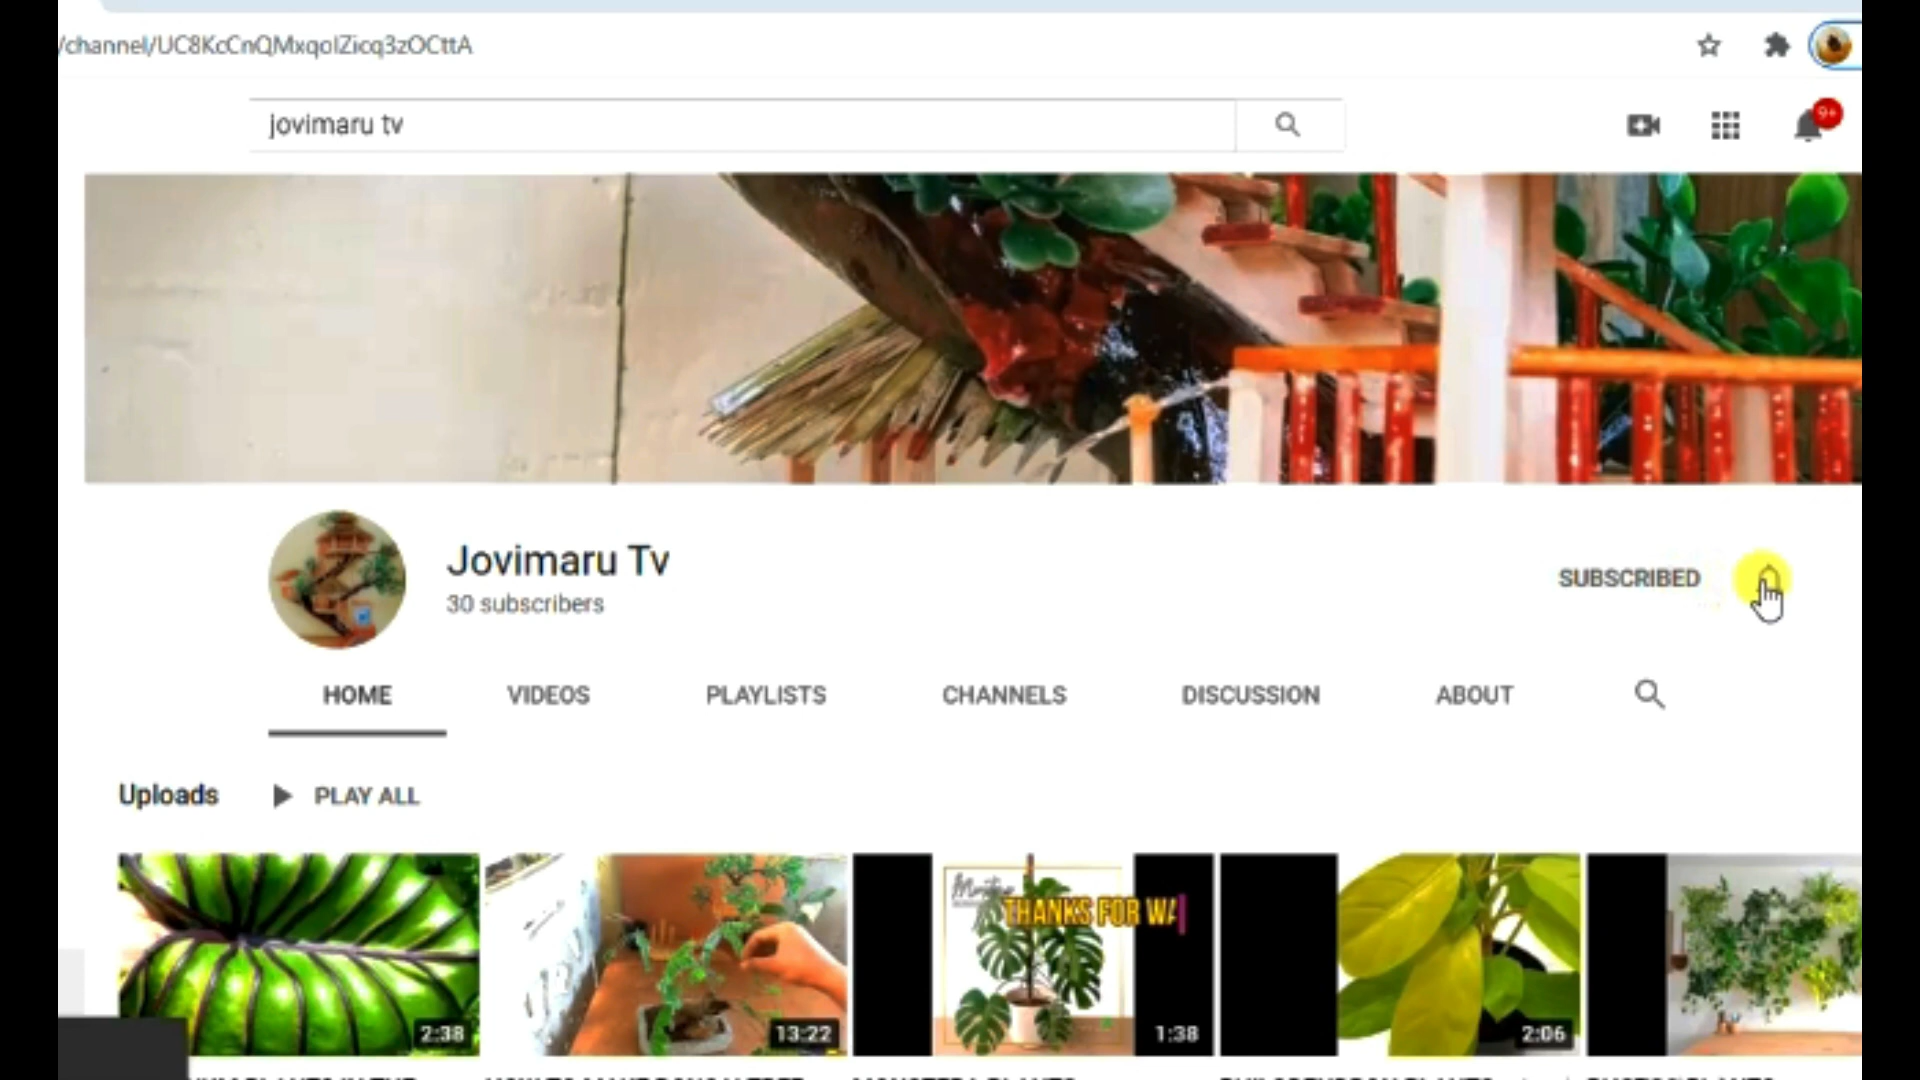 /channel/UC8KcCnQMxqolZicq3zOCttA
jovimaru tv
9+
Jovimaru Tv
30 subscribers
SUBSCRIBED
HOME VIDEOS PLAYLISTS CHANNELS DISCUSSION ABOUT
Uploads PLAY ALL
THANKS FOR WA
2:38 13:22 1:38 2:06